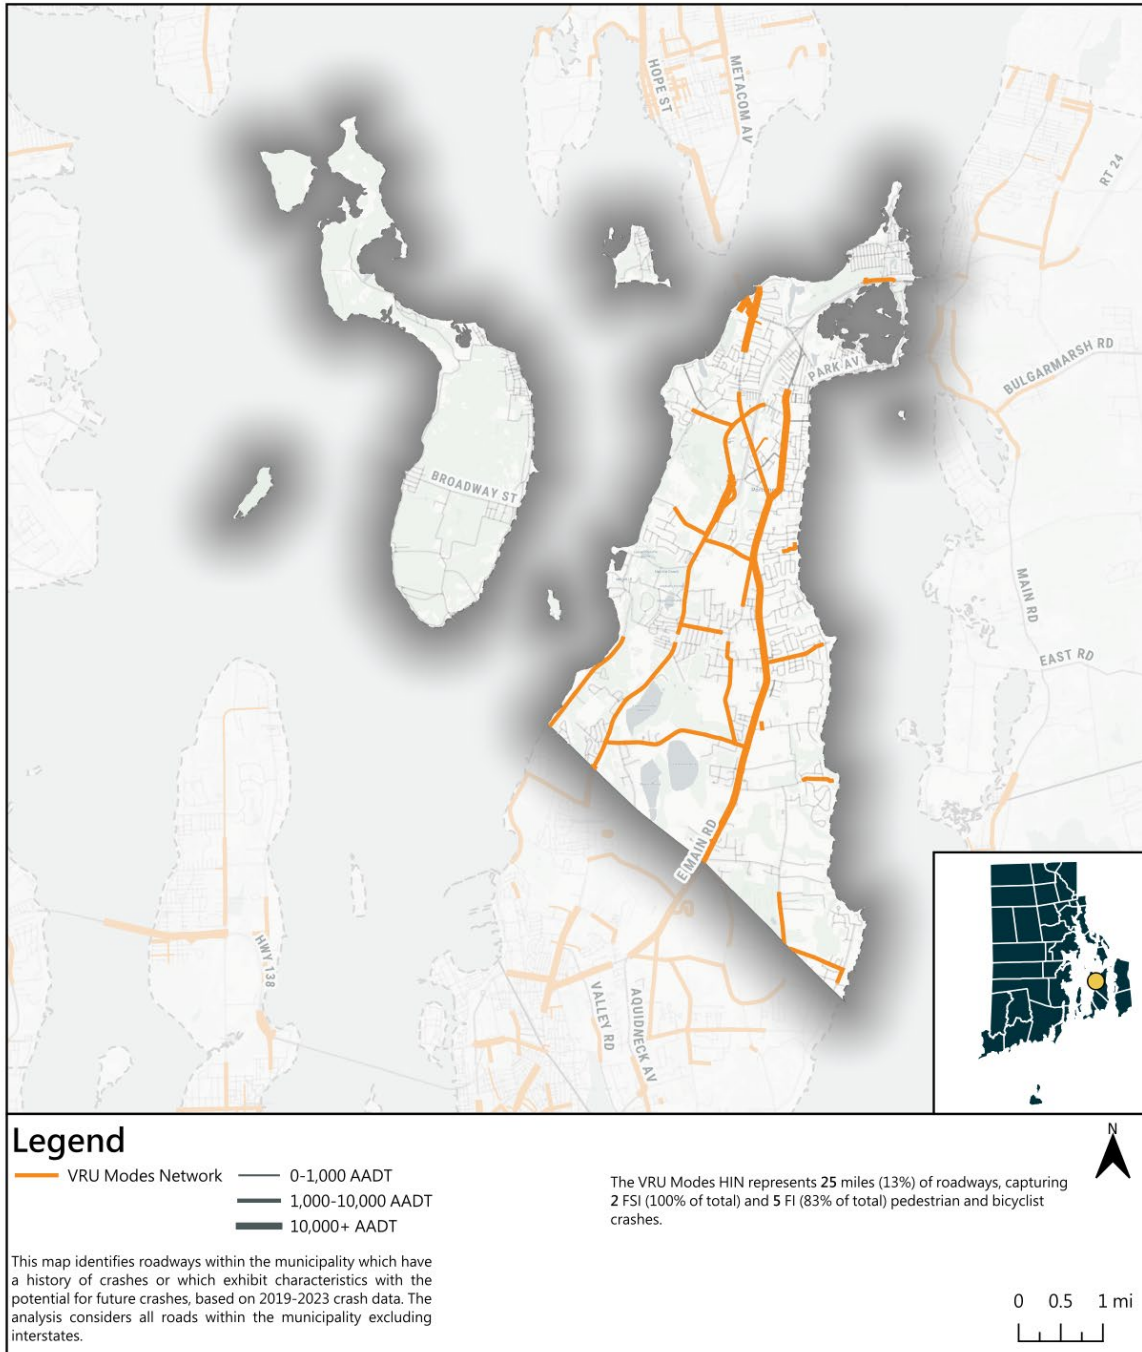 HOPE ST
METACOM AV
RT 24
PARK AV
BULGARMARSH RD
BROADWAY ST
MAIN RD
EAST RD
E MAIN RD
HWY 138
VALLEY RD
AQUIDNECK AV
Legend
VRU Modes Network
0-1,000 AADT
1,000-10,000 AADT
10,000+ AADT
This map identifies roadways within the municipality which have
a history of crashes or which exhibit characteristics with the
potential for future crashes, based on 2019-2023 crash data. The
analysis considers all roads within the municipality excluding
interstates.
The VRU Modes HIN represents 25 miles (13%) of roadways, capturing
2 FSI (100% of total) and 5 FI (83% of total) pedestrian and bicyclist
crashes.
N
0 0.5 1 mi